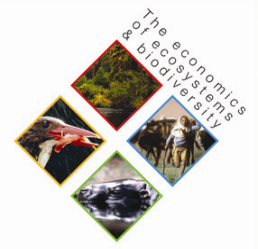 The economics
of ecosystems
& biodiversity